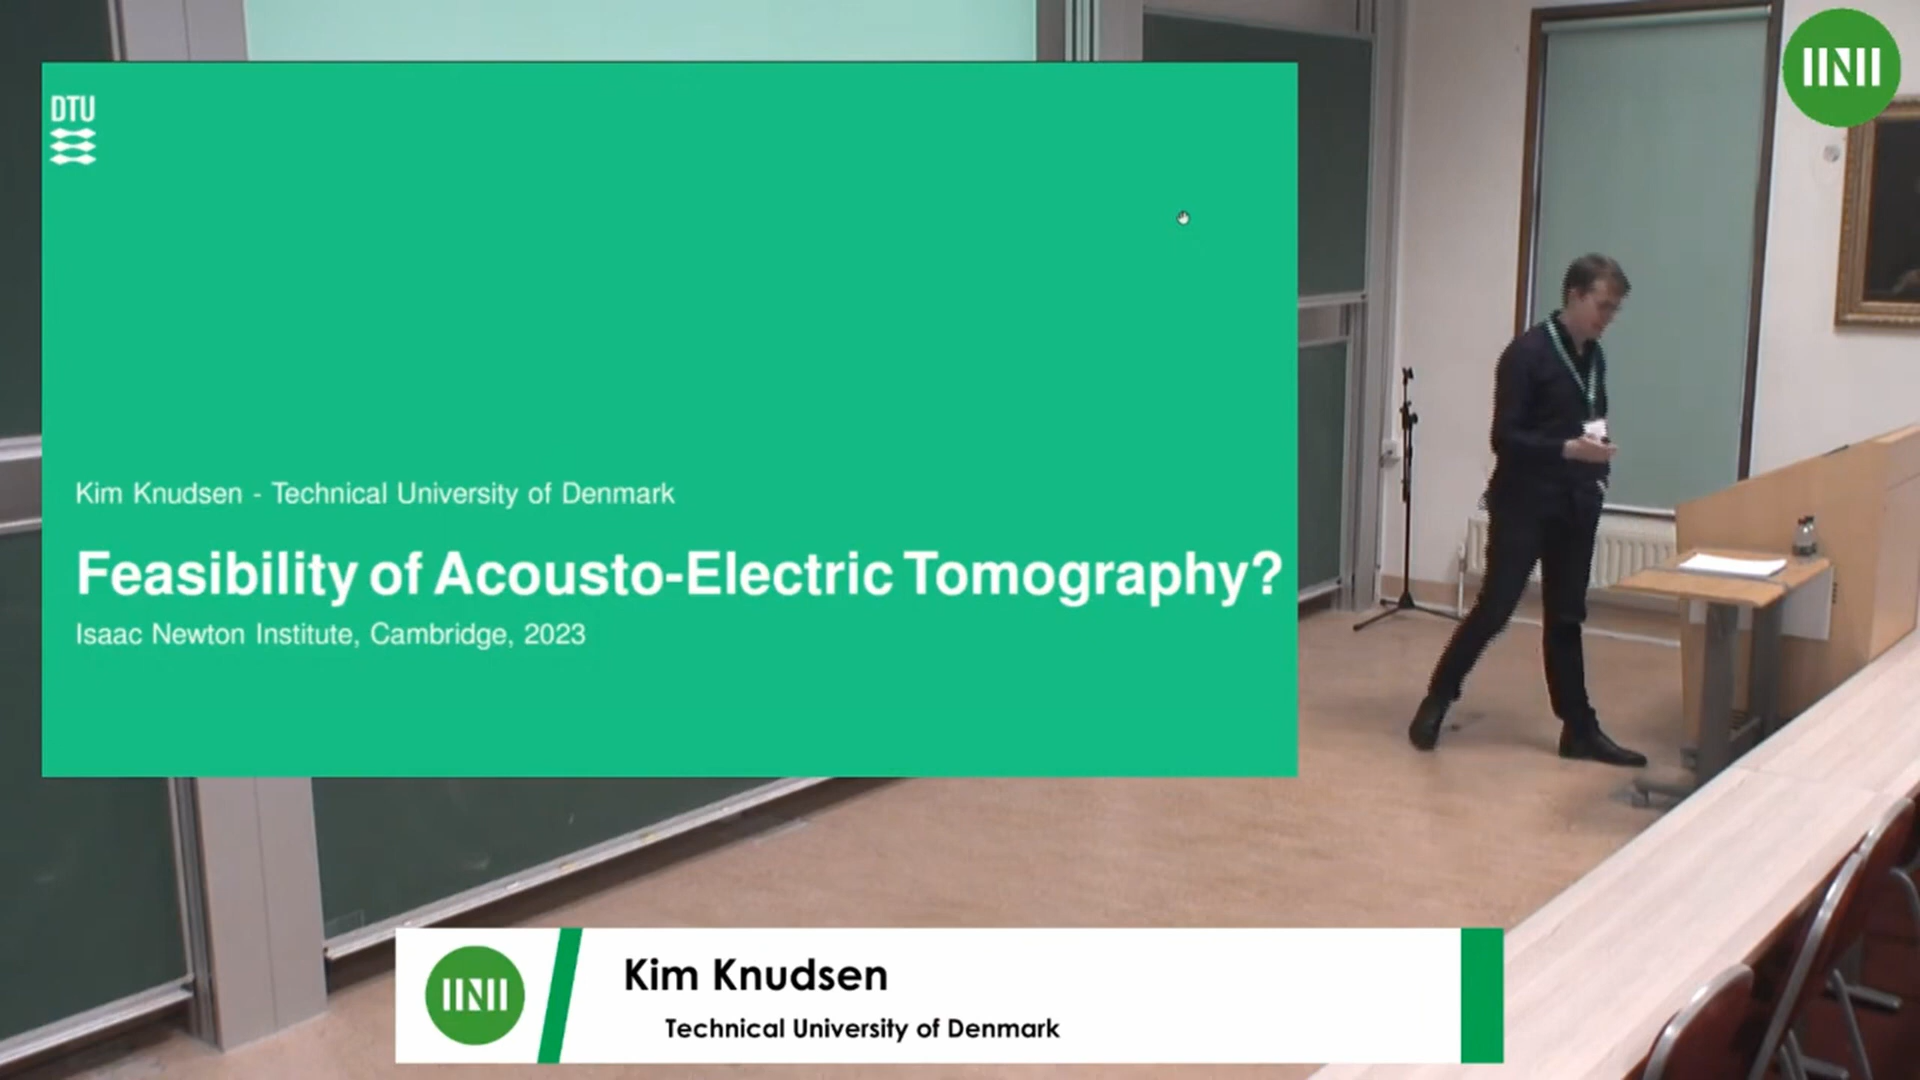 DTU
Kim Knudsen - Technical University of Denmark
Feasibility of Acousto-Electric Tomography?
Isaac Newton Institute, Cambridge, 2023
INI
INI
Kim Knudsen
Technical University of Denmark